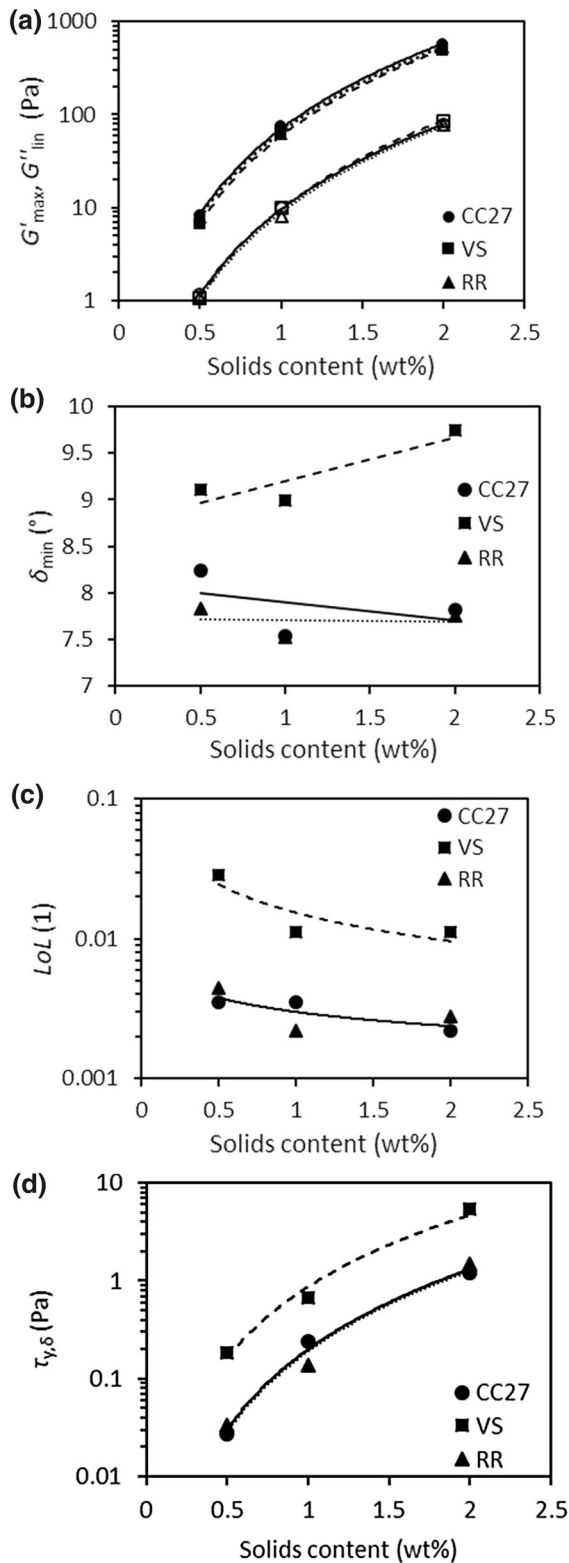 (a)
1000
100
10
1
G′max, G″lin (Pa)
CC27
VS
RR
0 0.5 1 1.5 2 2.5
Solids content (wt%)
(b)
10
9.5
9
8.5
8
7.5
7
δmin (°)
CC27
VS
RR
0 0.5 1 1.5 2 2.5
Solids content (wt%)
(c)
0.1
0.01
0.001
LoL (1)
CC27
VS
RR
0 0.5 1 1.5 2 2.5
Solids content (wt%)
(d)
10
1
0.1
0.01
τy,δ (Pa)
CC27
VS
RR
0 0.5 1 1.5 2 2.5
Solids content (wt%)